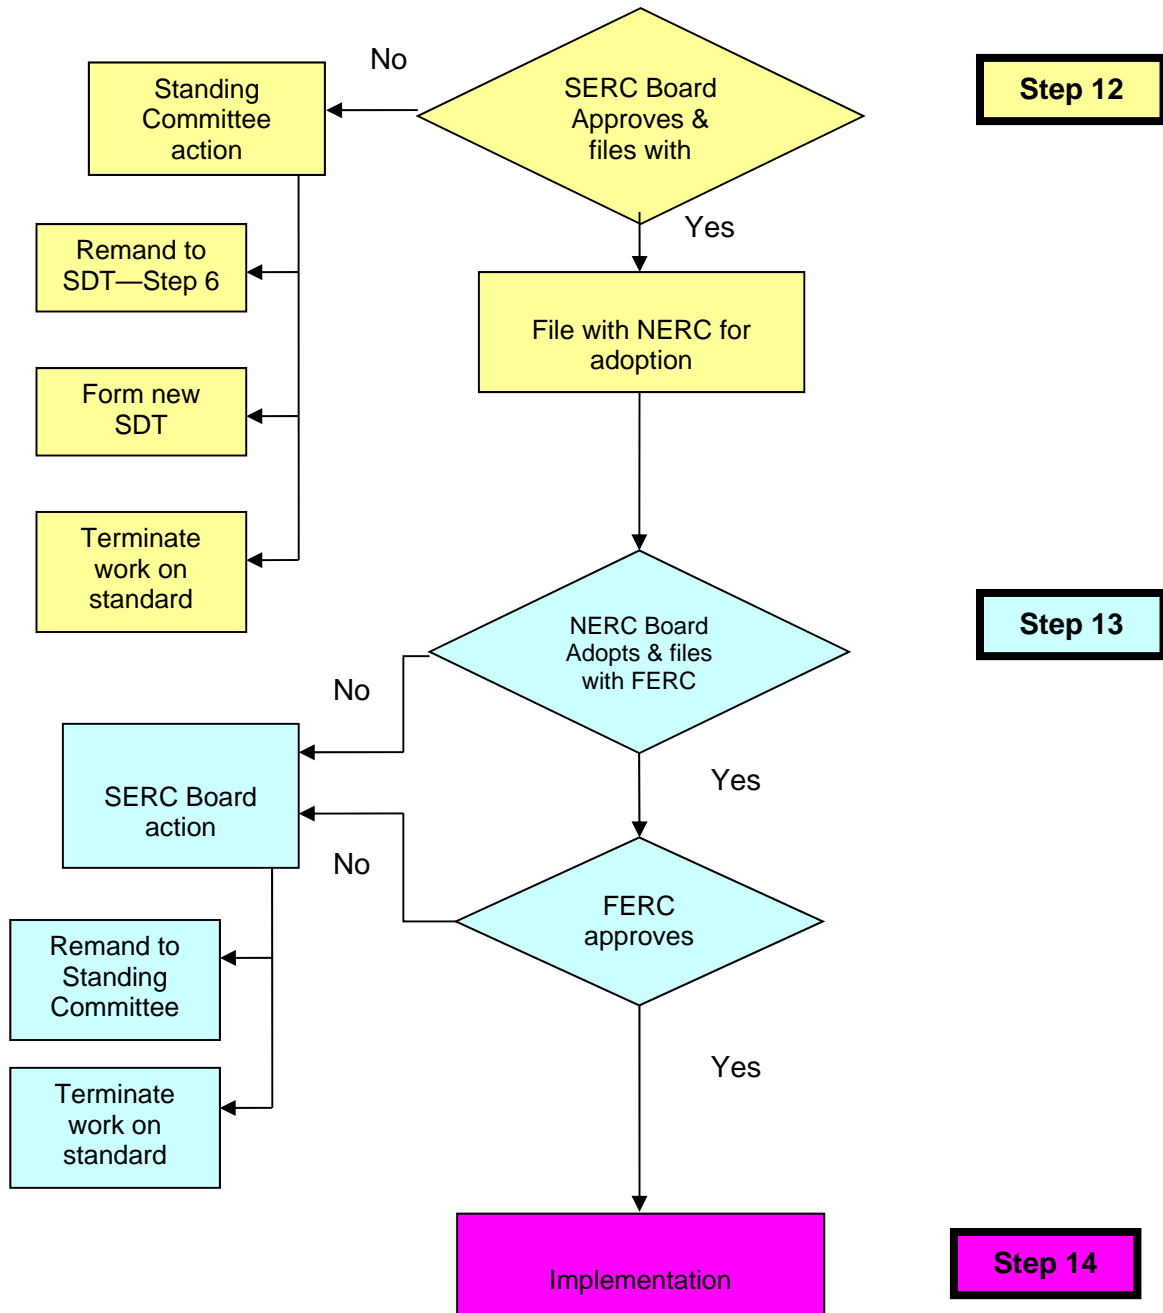 No
Standing
Committee
action
SERC Board
Approves &
files with
Step 12
Yes
Remand to
SDT—Step 6
File with NERC for
adoption
Form new
SDT
Terminate
work on
standard
NERC Board
Adopts & files
with FERC
Step 13
No
SERC Board
action
Yes
No
FERC
approves
Remand to
Standing
Committee
Yes
Terminate
work on
standard
Implementation
Step 14